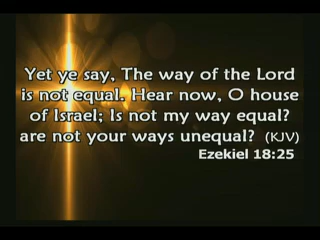 Yet ye say, The way of the Lord
is not equal. Hear now, O house
of Israel; Is not my way equal?
are not your ways unequal? (KJV)
Ezekiel 18:25